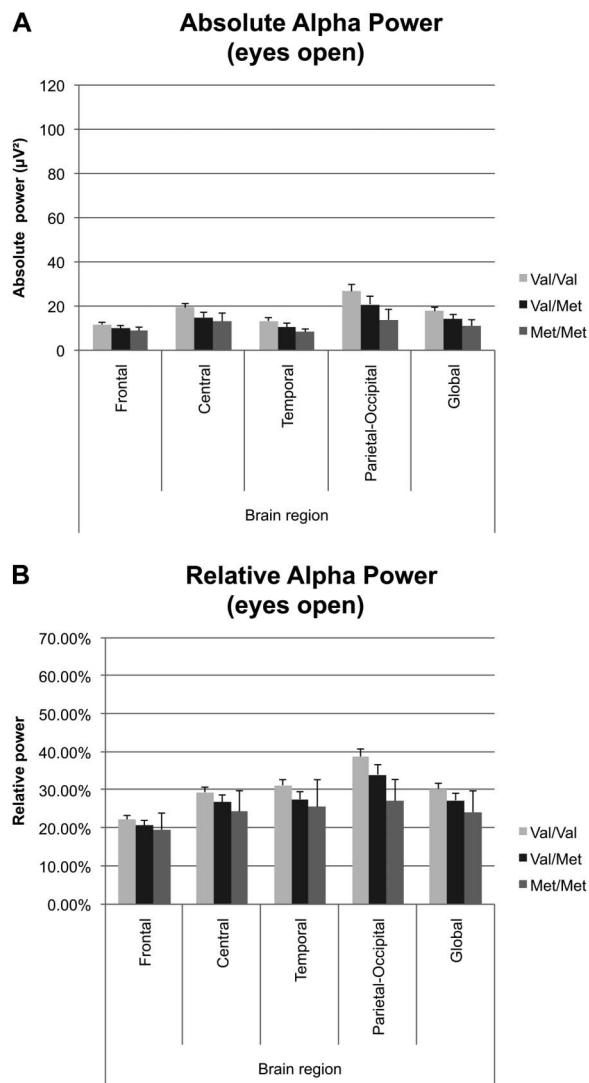 A
Absolute Alpha Power
(eyes open)
Absolute power (µV²)
120
100
80
60
40
20
0
Frontal
Central
Temporal
Parietal-Occipital
Global
Brain region
Val/Val
Val/Met
Met/Met
B
Relative Alpha Power
(eyes open)
Relative power
70.00%
60.00%
50.00%
40.00%
30.00%
20.00%
10.00%
0.00%
Frontal
Central
Temporal
Parietal-Occipital
Global
Brain region
Val/Val
Val/Met
Met/Met